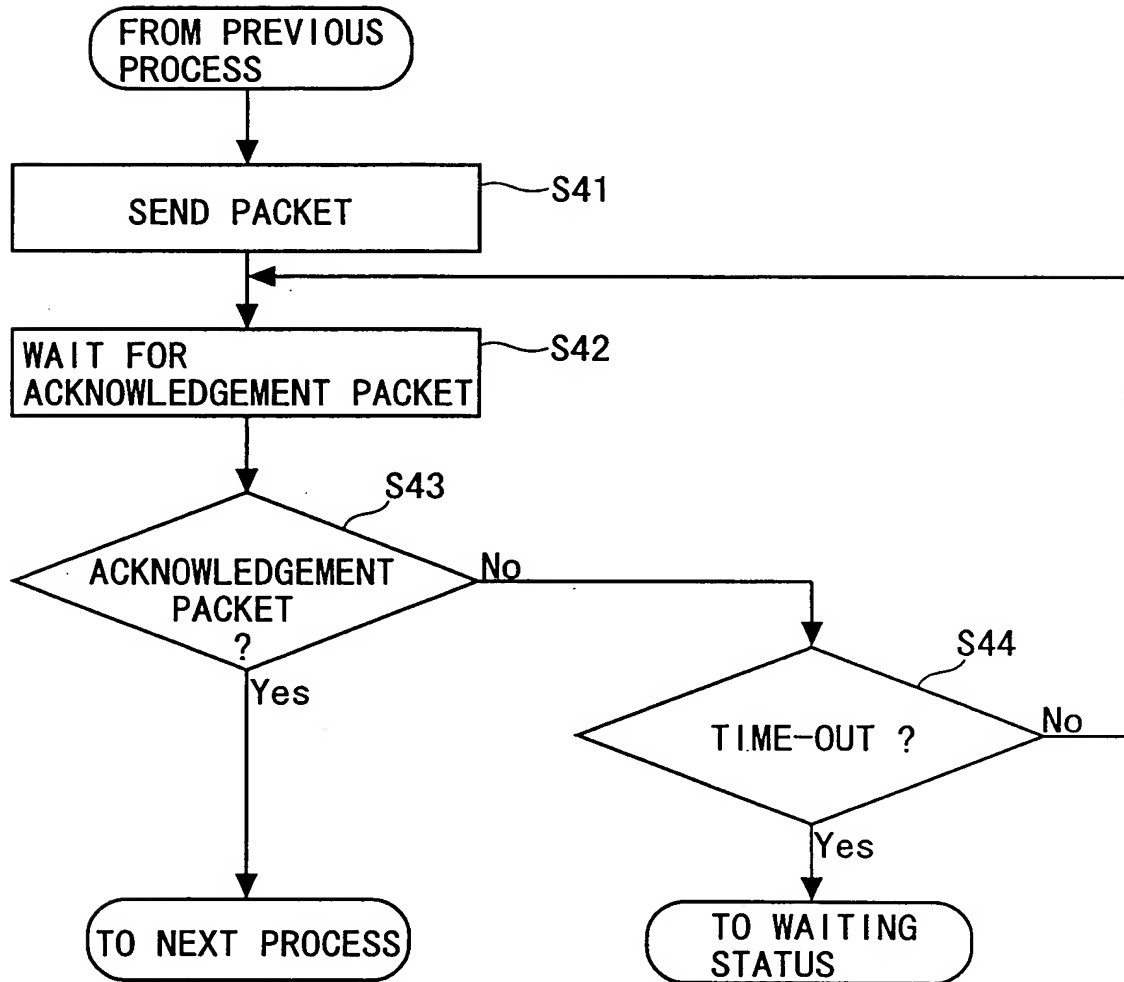 FROM PREVIOUS
PROCESS
SEND PACKET
S41
WAIT FOR
ACKNOWLEDGEMENT PACKET
S42
S43
ACKNOWLEDGEMENT
PACKET
?
No
Yes
S44
TIME-OUT ?
No
Yes
TO NEXT PROCESS
TO WAITING
STATUS